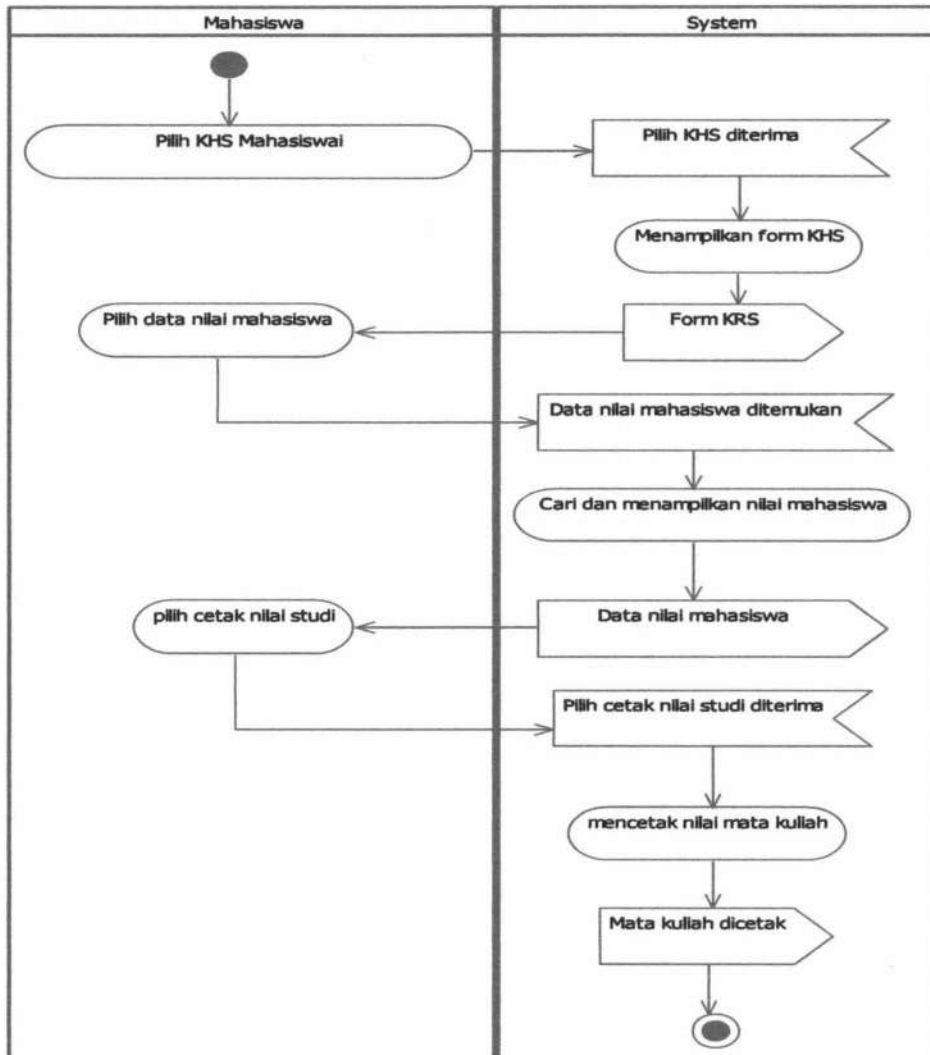 Mahasiswa
System
Pilih KHS Mahasiswai
Pilih KHS diterima
Menampilkan form KHS
Form KRS
Pilih data nilai mahasiswa
Data nilai mahasiswa ditemukan
Cari dan menampilkan nilai mahasiswa
Data nilai mahasiswa
pilih cetak nilai studi
Pilih cetak nilai studi diterima
mencetak nilai mata kuliah
Mata kuliah dicetak